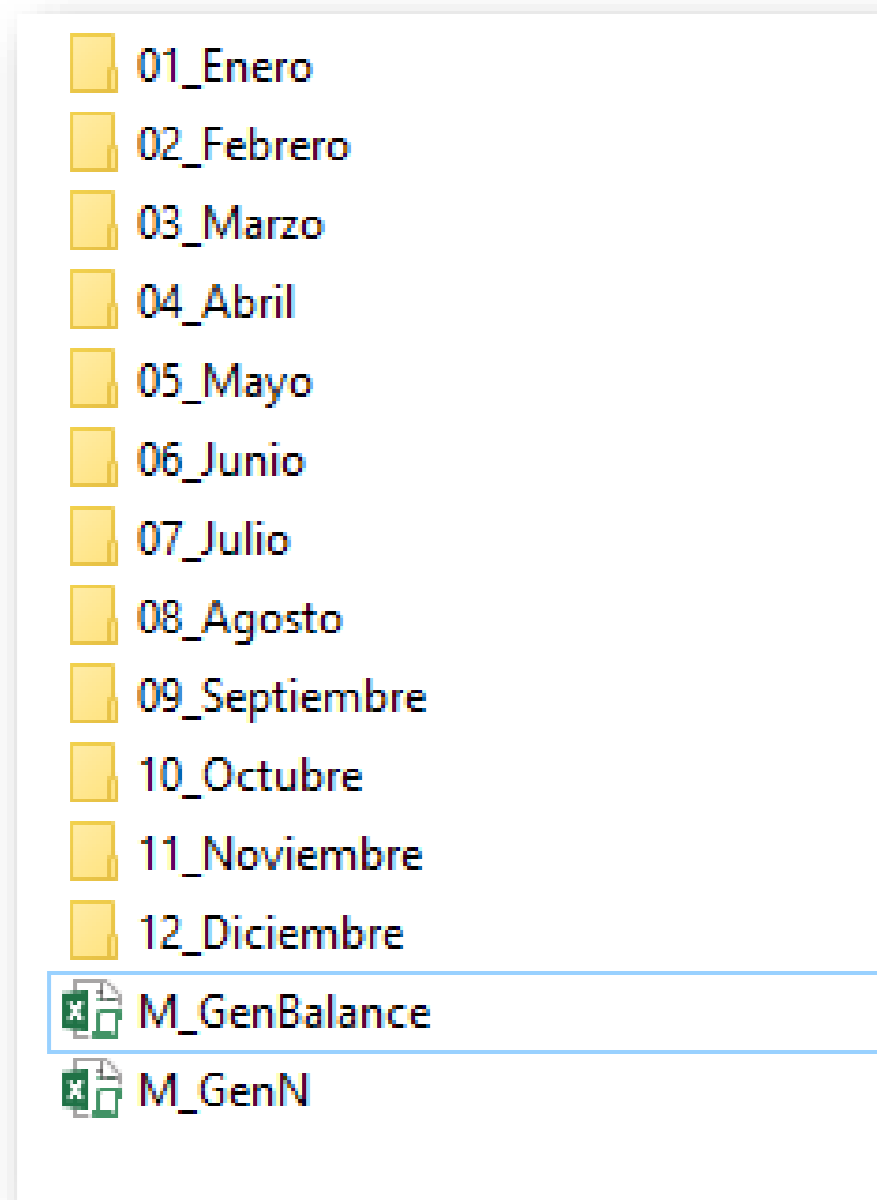 01_Enero
02_Febrero
03_Marzo
04_Abril
05_Mayo
06_Junio
07_Julio
08_Agosto
09_Septiembre
10_Octubre
11_Noviembre
12_Diciembre
M_GenBalance
M_GenN